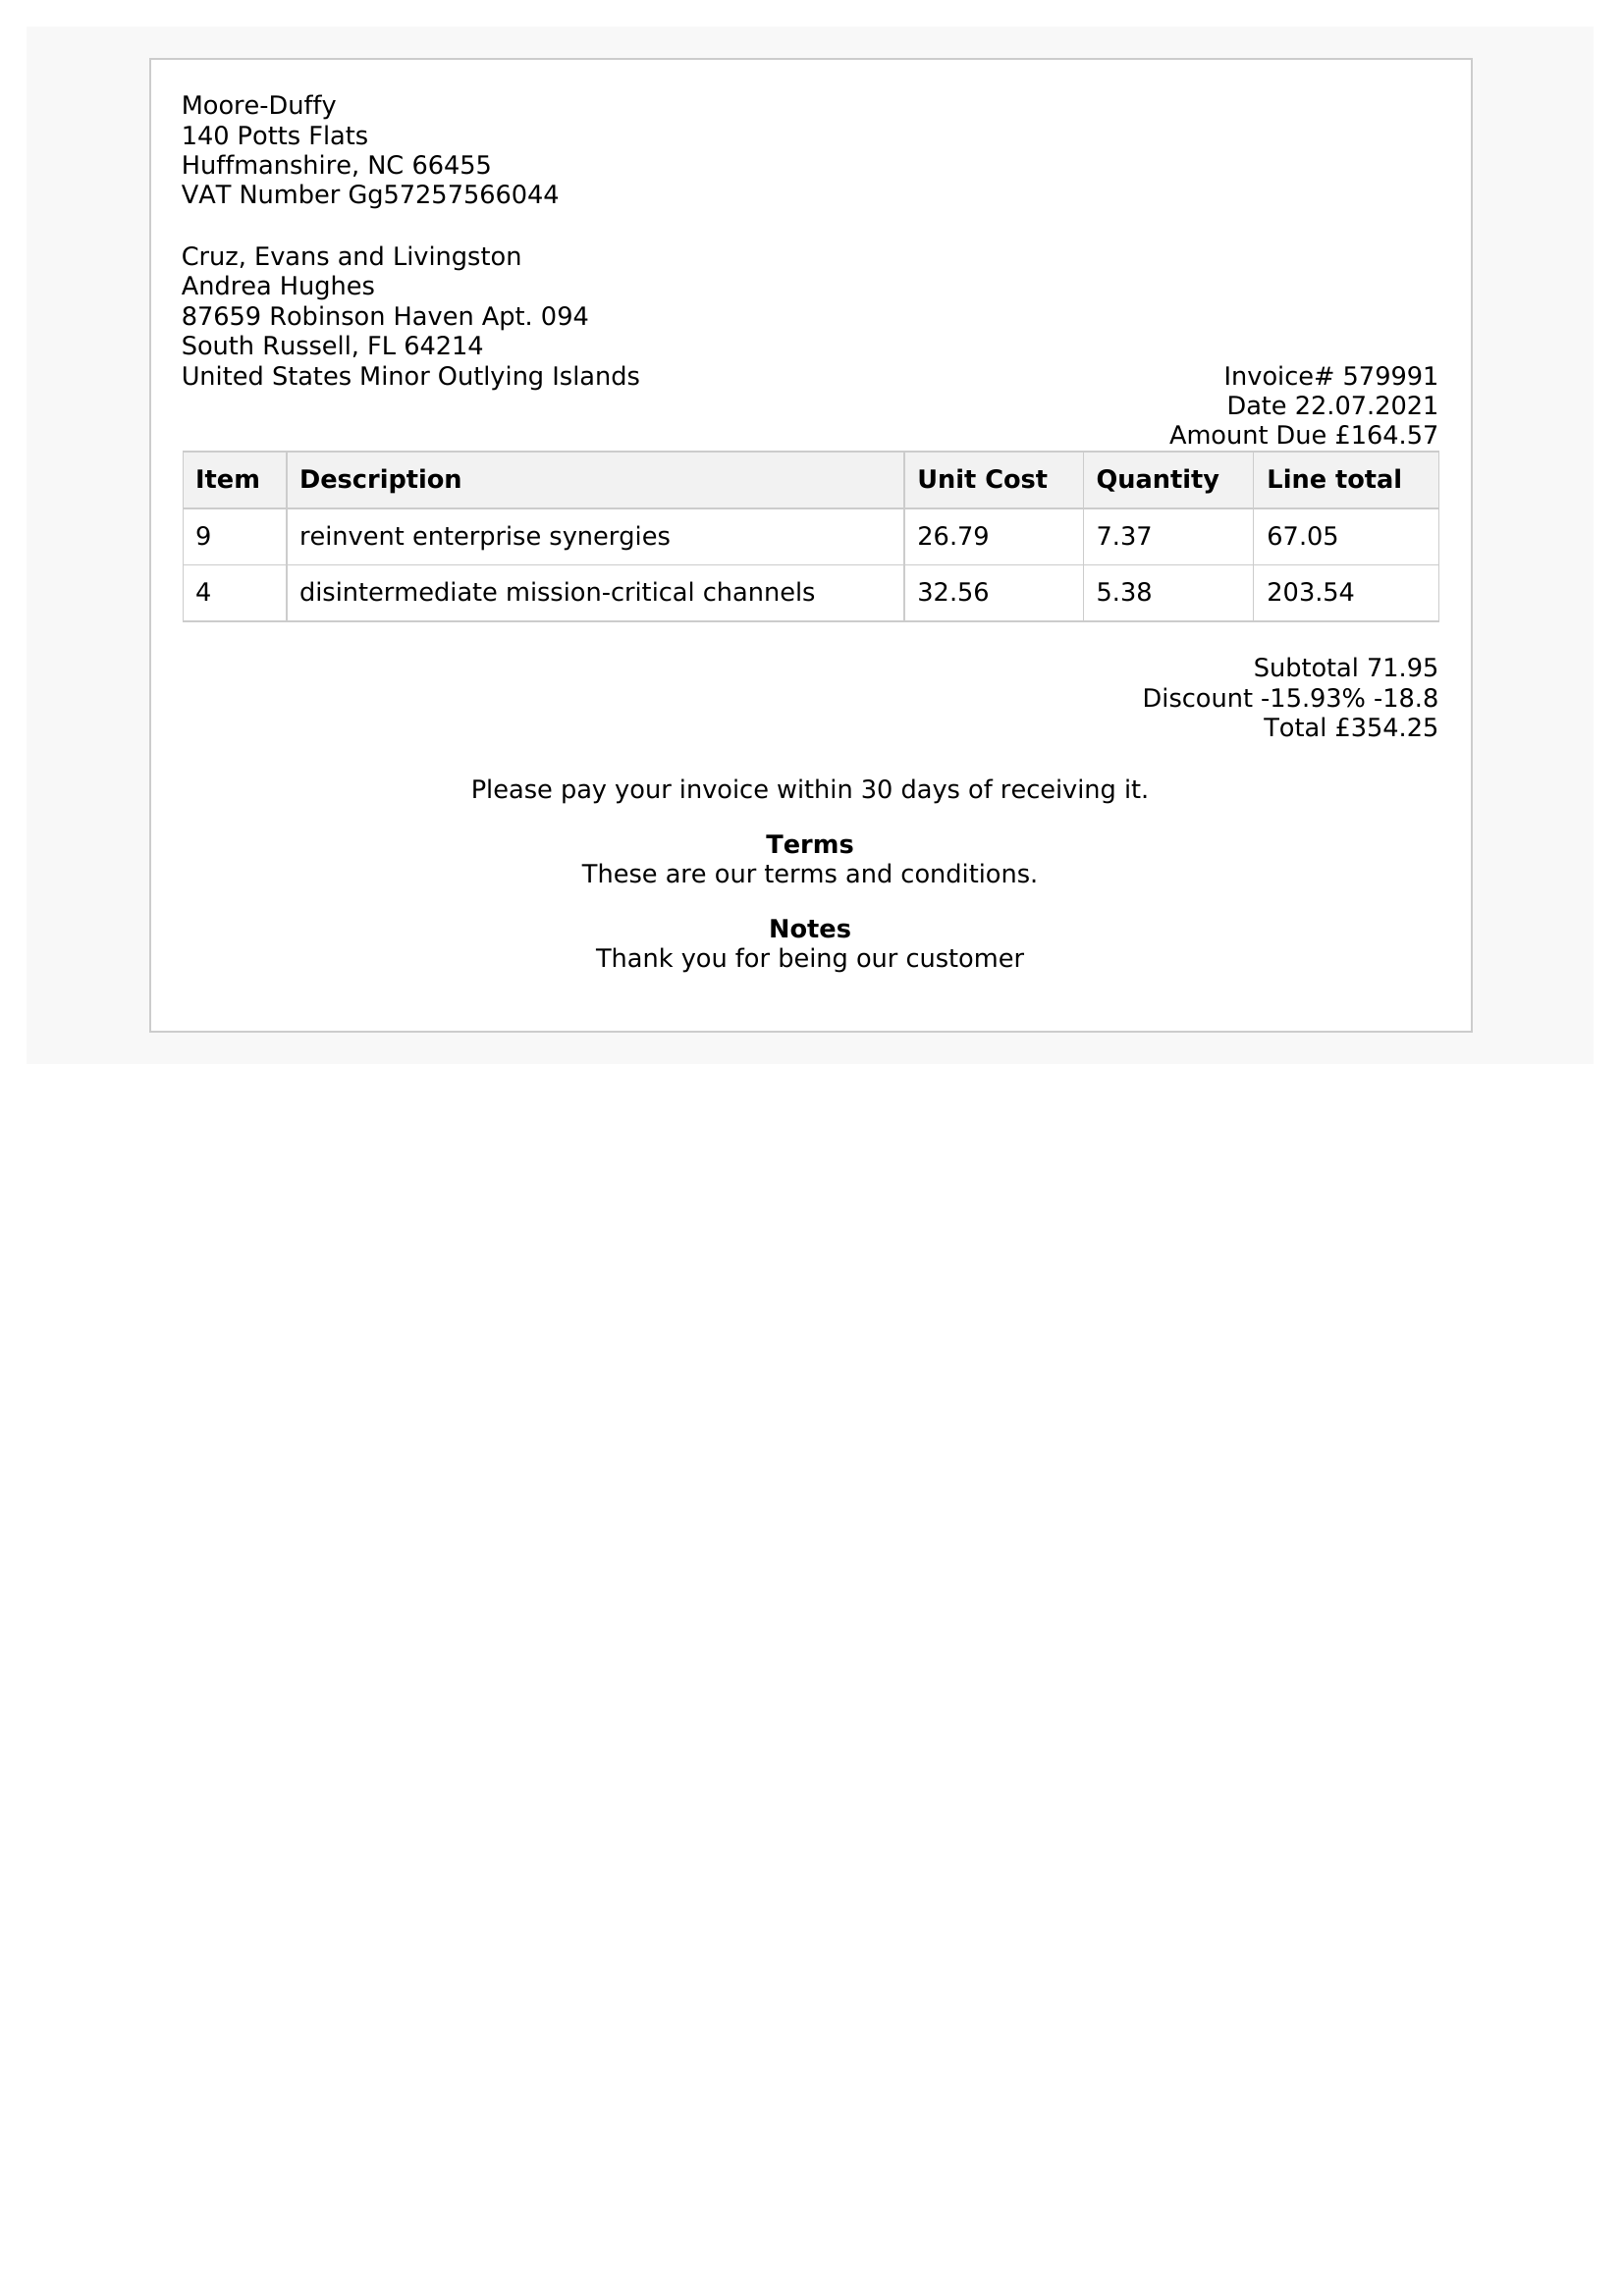 Moore-Duffy
140 Potts Flats
Huffmanshire, NC 66455
VAT Number Gg57257566044
Cruz, Evans and Livingston
Andrea Hughes
87659 Robinson Haven Apt. 094
South Russell, FL 64214
United States Minor Outlying Islands
Invoice# 579991
Date 22.07.2021
Amount Due £164.57
Item Description Unit Cost Quantity Line total
9 reinvent enterprise synergies 26.79 7.37 67.05
4 disintermediate mission-critical channels 32.56 5.38 203.54
Subtotal 71.95
Discount -15.93% -18.8
Total £354.25
Please pay your invoice within 30 days of receiving it.
Terms
These are our terms and conditions.
Notes
Thank you for being our customer